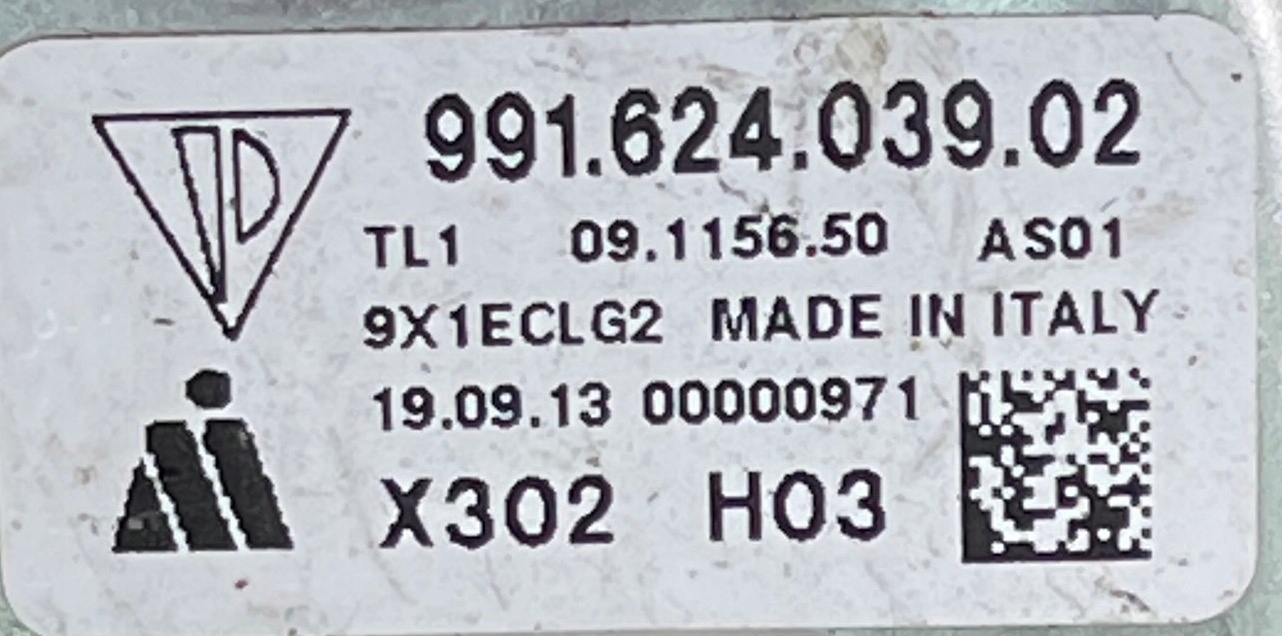 991.624.039.02
TL1 09.1156.50 AS01
9X1ECLG2 MADE IN ITALY
19.09.13 00000971
X302 H03